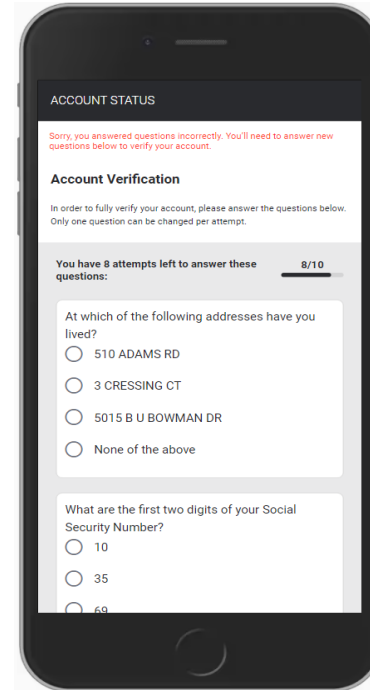 ACCOUNT STATUS
Sorry, you answered questions incorrectly. You'll need to answer new
questions below to verify your account.
Account Verification
In order to fully verify your account, please answer the questions below.
Only one question can be changed per attempt.
You have 8 attempts left to answer these
questions:
8/10
At which of the following addresses have you
lived?
510 ADAMS RD
3 CRESSING CT
5015 B U BOWMAN DR
None of the above
What are the first two digits of your Social
Security Number?
10
35
69